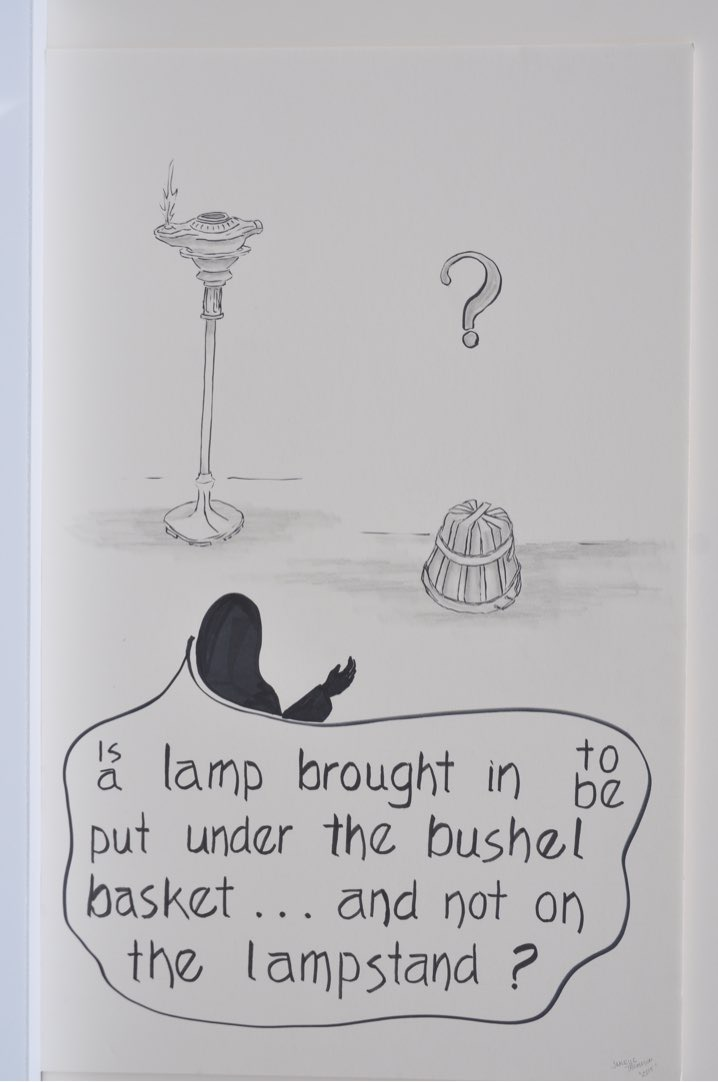 ?
is a lamp brought in to be
put under the bushel
basket... and not on
the lampstand?